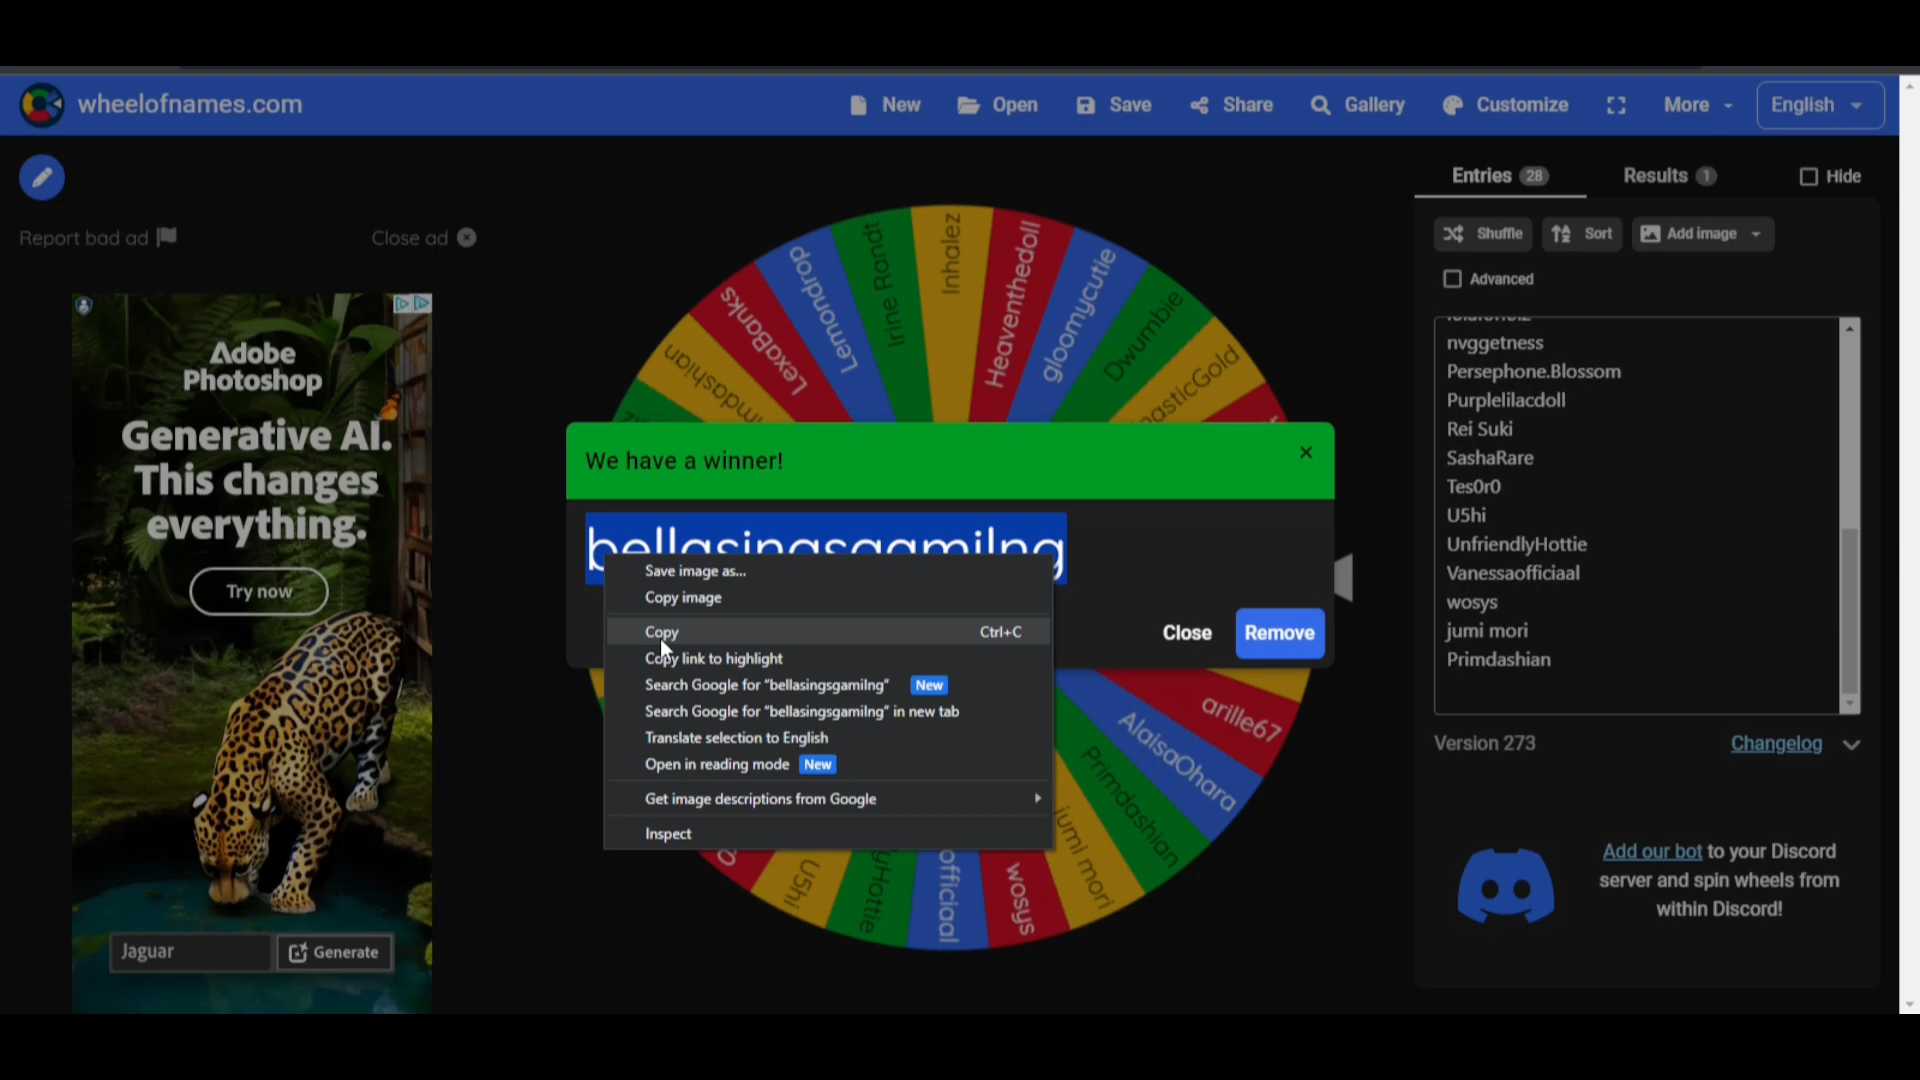 wheelofnames.com
New
Open
Save
Share
Gallery
Customize
More
English
Report bad ad
Close ad
Adobe
Photoshop
Generative AI.
This changes
everything.
Try now
Jaguar
Generate
LexaBanks
Lemondrop
Irine Randt
Inhalez
Heaventhedoll
gloomycutie
Dwumbie
We have a winner!
bellasingsgamilng
Save image as...
Copy image
Copy
Ctrl+C
Copy link to highlight
Search Google for "bellasingsgamilng"
New
Search Google for "bellasingsgamilng" in new tab
Translate selection to English
Open in reading mode
New
Get image descriptions from Google
Inspect
Close
Remove
arille67
AlaisaOhara
Primdashian
jumi mori
wosys
U5hi
Entries 28
Results 1
Hide
Shuffle
Sort
Add image
Advanced
nvggetness
Persephone.Blossom
Purplelilacdoll
Rei Suki
SashaRare
Tes0r0
U5hi
UnfriendlyHottie
Vanessaofficiaal
wosys
jumi mori
Primdashian
Version 273
Changelog
Add our bot to your Discord
server and spin wheels from
within Discord!